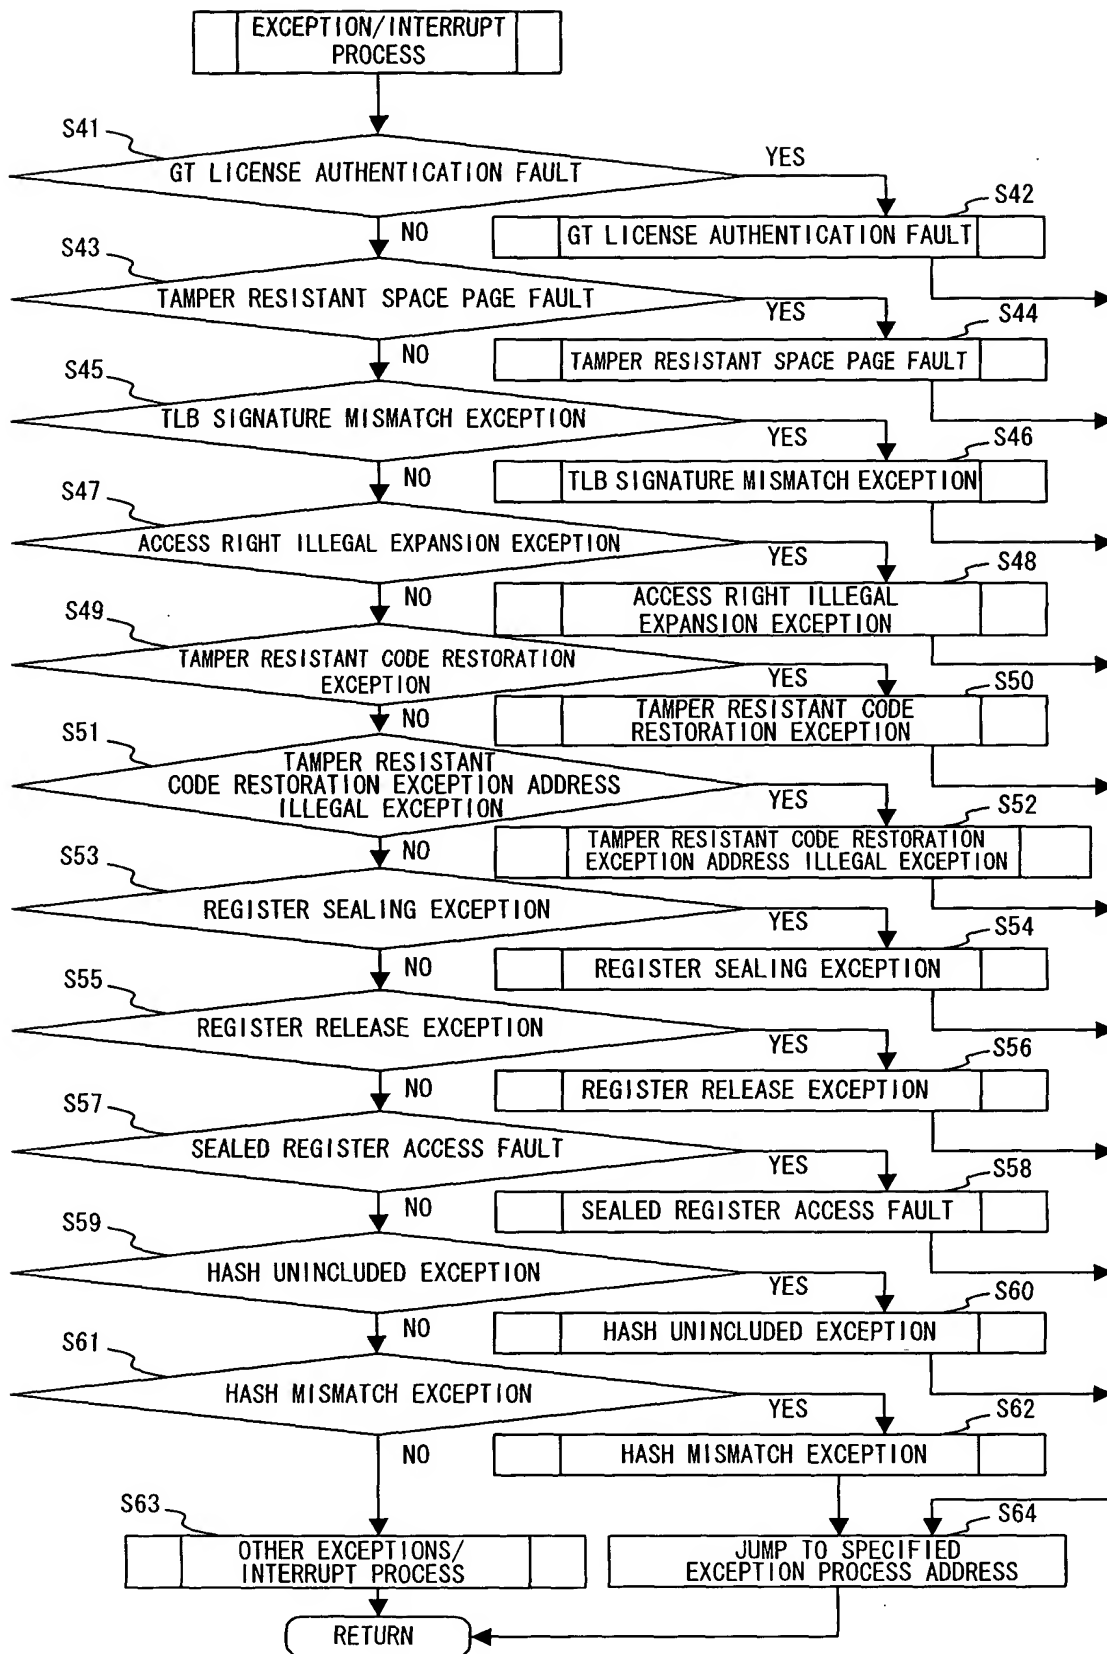 EXCEPTION/INTERRUPT
PROCESS
S41
GT LICENSE AUTHENTICATION FAULT
YES
S42
GT LICENSE AUTHENTICATION FAULT
NO
S43
TAMPER RESISTANT SPACE PAGE FAULT
YES
S44
TAMPER RESISTANT SPACE PAGE FAULT
NO
S45
TLB SIGNATURE MISMATCH EXCEPTION
YES
S46
TLB SIGNATURE MISMATCH EXCEPTION
NO
S47
ACCESS RIGHT ILLEGAL EXPANSION EXCEPTION
YES
S48
ACCESS RIGHT ILLEGAL
EXPANSION EXCEPTION
NO
S49
TAMPER RESISTANT CODE RESTORATION
EXCEPTION
YES
S50
TAMPER RESISTANT CODE
RESTORATION EXCEPTION
NO
S51
TAMPER RESISTANT
CODE RESTORATION EXCEPTION ADDRESS
ILLEGAL EXCEPTION
YES
S52
TAMPER RESISTANT CODE RESTORATION
EXCEPTION ADDRESS ILLEGAL EXCEPTION
NO
S53
REGISTER SEALING EXCEPTION
YES
S54
REGISTER SEALING EXCEPTION
NO
S55
REGISTER RELEASE EXCEPTION
YES
S56
REGISTER RELEASE EXCEPTION
NO
S57
SEALED REGISTER ACCESS FAULT
YES
S58
SEALED REGISTER ACCESS FAULT
NO
S59
HASH UNINCLUDED EXCEPTION
YES
S60
HASH UNINCLUDED EXCEPTION
NO
S61
HASH MISMATCH EXCEPTION
YES
S62
HASH MISMATCH EXCEPTION
NO
S63
OTHER EXCEPTIONS/
INTERRUPT PROCESS
S64
JUMP TO SPECIFIED
EXCEPTION PROCESS ADDRESS
RETURN